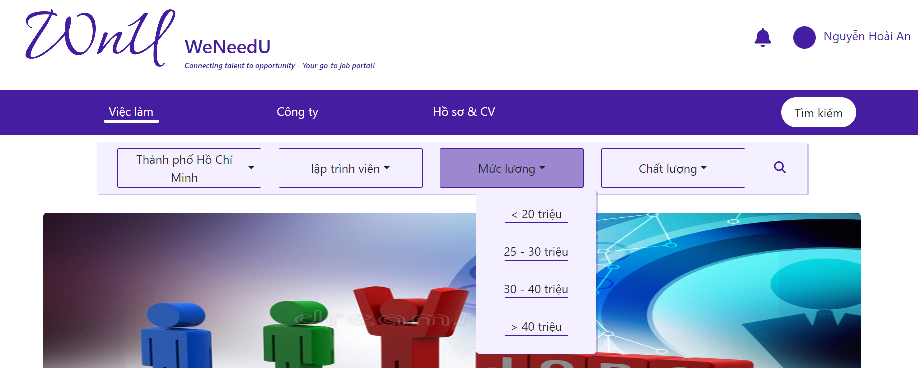 WnU
WeNeedU
Connecting talent to opportunity - Your go to job portal!
Nguyễn Hoài An
Việc làm
Công ty
Hồ sơ & CV
Tìm kiếm
Thành phố Hồ Chí
Minh
lập trình viên
Mức lương
Chất lượng
< 20 triệu
25 - 30 triệu
30 - 40 triệu
> 40 triệu